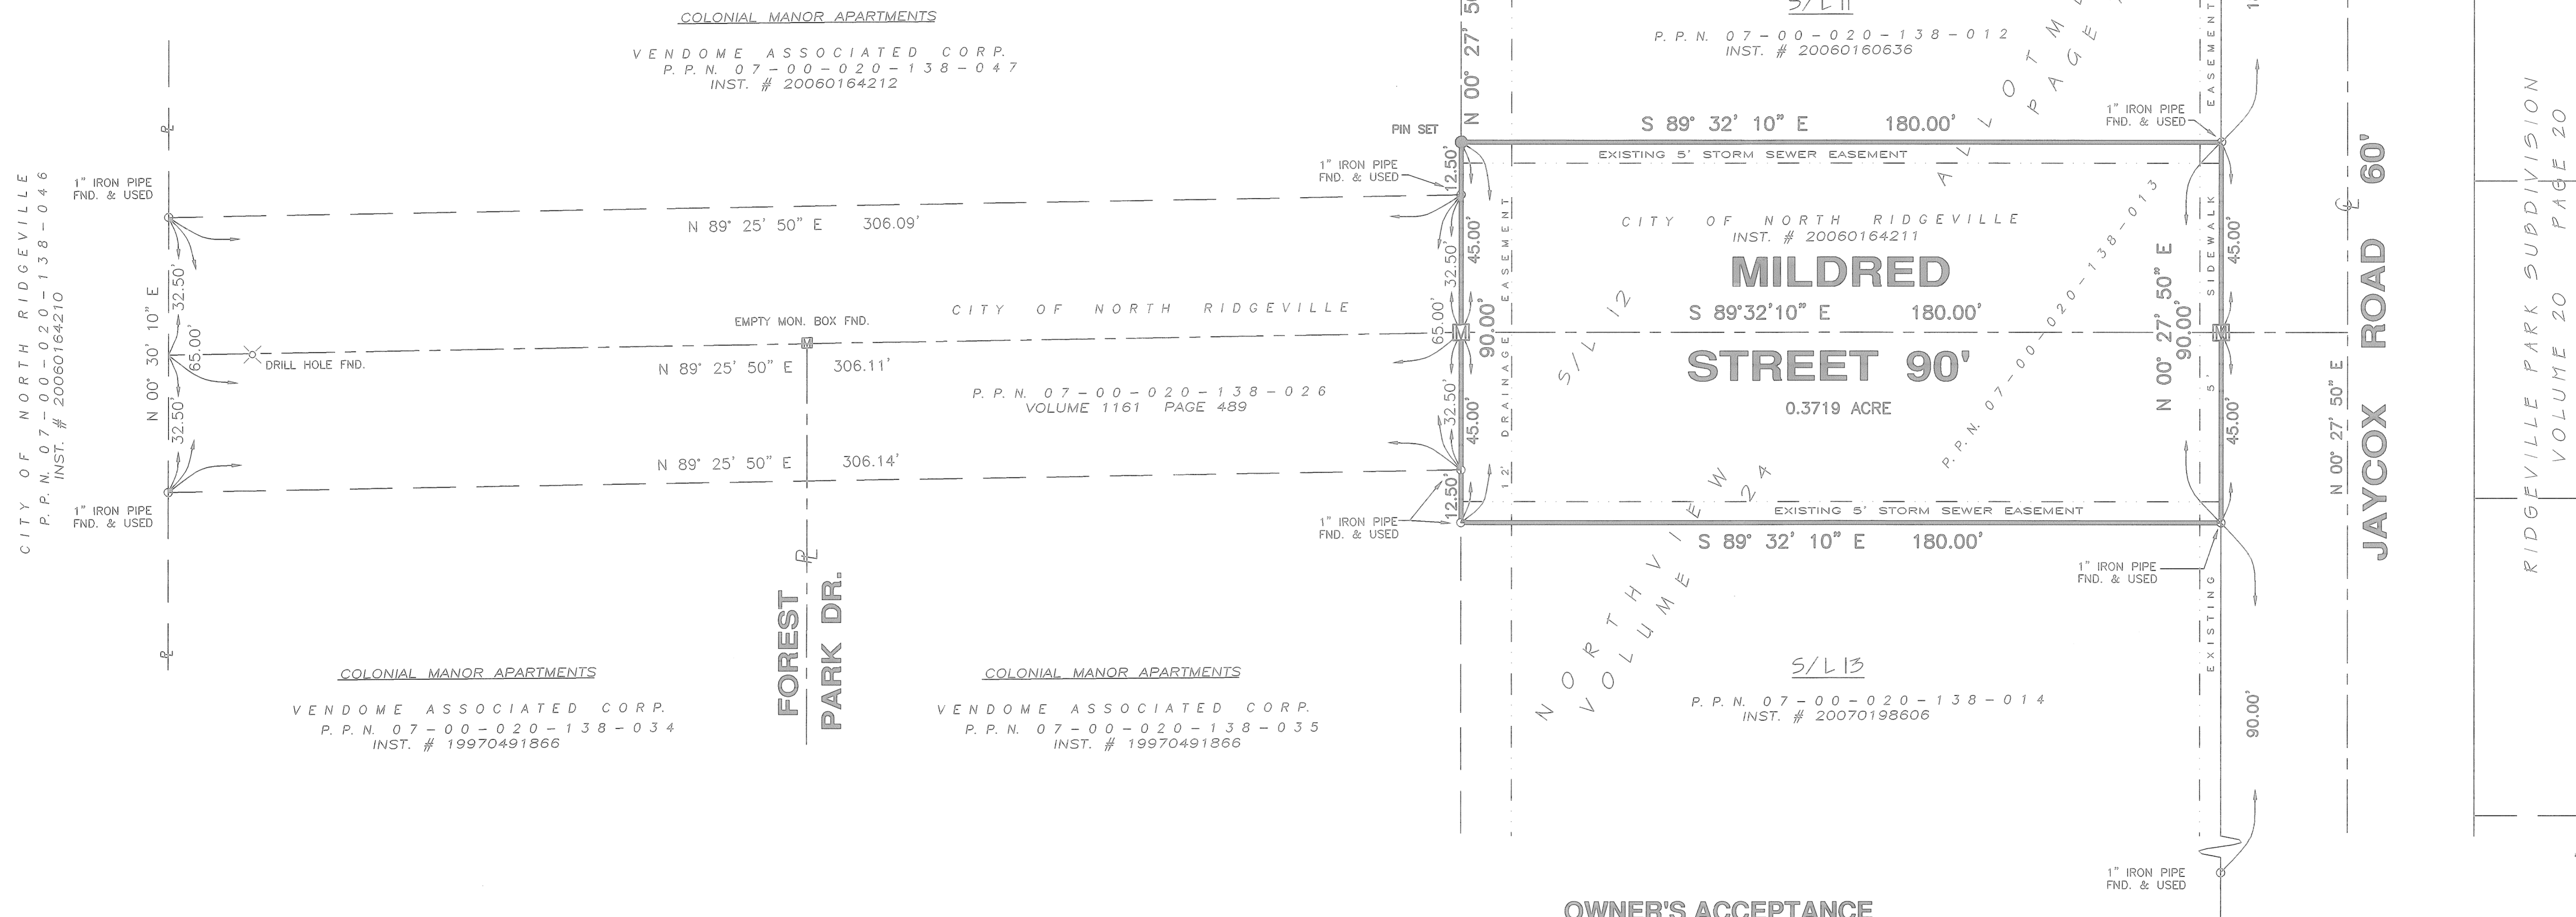 COLONIAL MANOR APARTMENTS
VENDOME ASSOCIATED CORP.
P.P.N. 07-00-020-138-047
INST. # 20060164212
CITY OF NORTH RIDGEVILLE
P.P.N. 07-00-020-138-046
INST. # 20060164210
1" IRON PIPE
FND. & USED
N 00° 30' 10" E
32.50'
65.00'
32.50'
1" IRON PIPE
FND. & USED
N 89° 25' 50" E 306.09'
EMPTY MON. BOX FND.
DRILL HOLE FND.
N 89° 25' 50" E 306.11'
CITY OF NORTH RIDGEVILLE
P.P.N. 07-00-020-138-026
VOLUME 1161 PAGE 489
N 89° 25' 50" E 306.14'
FOREST
PARK DR.
COLONIAL MANOR APARTMENTS
VENDOME ASSOCIATED CORP.
P.P.N. 07-00-020-138-034
INST. # 19970491866
COLONIAL MANOR APARTMENTS
VENDOME ASSOCIATED CORP.
P.P.N. 07-00-020-138-035
INST. # 19970491866
PIN SET
1" IRON PIPE
FND. & USED
1" IRON PIPE
FND. & USED
N 00° 27'
12.50'
45.00'
32.50'
65.00'
M
M
90.00'
32.50'
45.00'
12.50'
12' DRAINAGE EASEMENT
S/L 11
P.P.N. 07-00-020-138-012
INST. # 20060160636
S 89° 32' 10" E 180.00'
1" IRON PIPE
FND. & USED
EXISTING 5' STORM SEWER EASEMENT
CITY OF NORTH RIDGEVILLE
INST. # 20060164211
MILDRED
S 89°32'10" E 180.00'
STREET 90'
0.3719 ACRE
S/L 12
P.P.N. 07-00-020-138-013
NORTHVIEW ALLOTM
VOLUME 24 PAGE
EXISTING 5' STORM SEWER EASEMENT
S 89° 32' 10" E 180.00'
1" IRON PIPE
FND. & USED
S/L 13
P.P.N. 07-00-020-138-014
INST. # 20070198606
N 00° 27' 50" E
90.00'
EXISTING 5' SIDEWALK EASEMENT
45.00'
M
45.00'
90.00'
1" IRON PIPE
FND. & USED
N 00° 27' 50" E
JAYCOX ROAD 60'
RIDGEVILLE PARK SUBDIVISION
VOLUME 20 PAGE 20
OWNER'S ACCEPTANCE